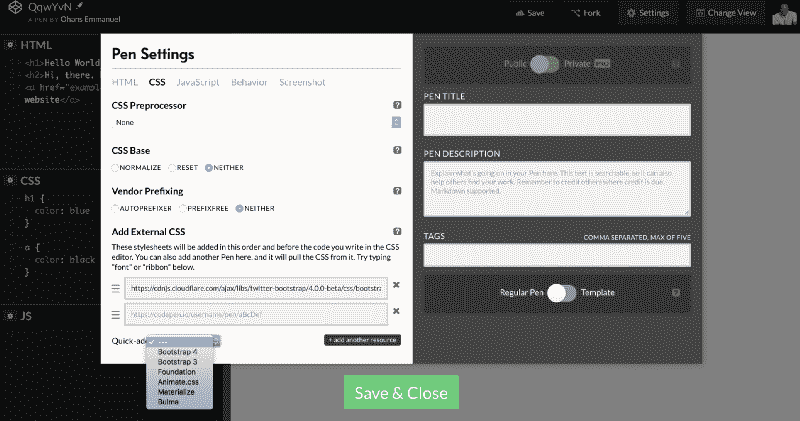 QqwYvN
A PEN BY Ohans Emmanuel
Save
Fork
Settings
Change View
HTML
<h1>Hello World
<h2>Hi, there.
<a href="example
website</a>
CSS
h1 {
color: blue
}
a {
color: black
}
JS
Pen Settings
HTML CSS JavaScript Behavior Screenshot
CSS Preprocessor
?
None
CSS Base
?
NORMALIZE RESET NEITHER
Vendor Prefixing
?
AUTOPREFIXER PREFIXFREE NEITHER
Add External CSS
?
These stylesheets will be added in this order and before the code you write in the CSS
editor. You can also add another Pen here, and it will pull the CSS from it. Try typing
"font" or "ribbon" below.
https://cdnjs.cloudflare.com/ajax/libs/twitter-bootstrap/4.0.0-beta/css/bootstra
https://codepen.io/username/pen/aBcDef
Quick-add
---
Bootstrap 4
Bootstrap 3
Foundation
Animate.css
Materialize
Bulma
+ add another resource
Public Private PRO
?
PEN TITLE
PEN DESCRIPTION
Explain what's going on in your Pen here. This text is searchable, so it can also
help others find your work. Remember to credit others where credit is due.
Markdown supported.
TAGS
COMMA SEPARATED, MAX OF FIVE
Regular Pen Template
?
Save & Close